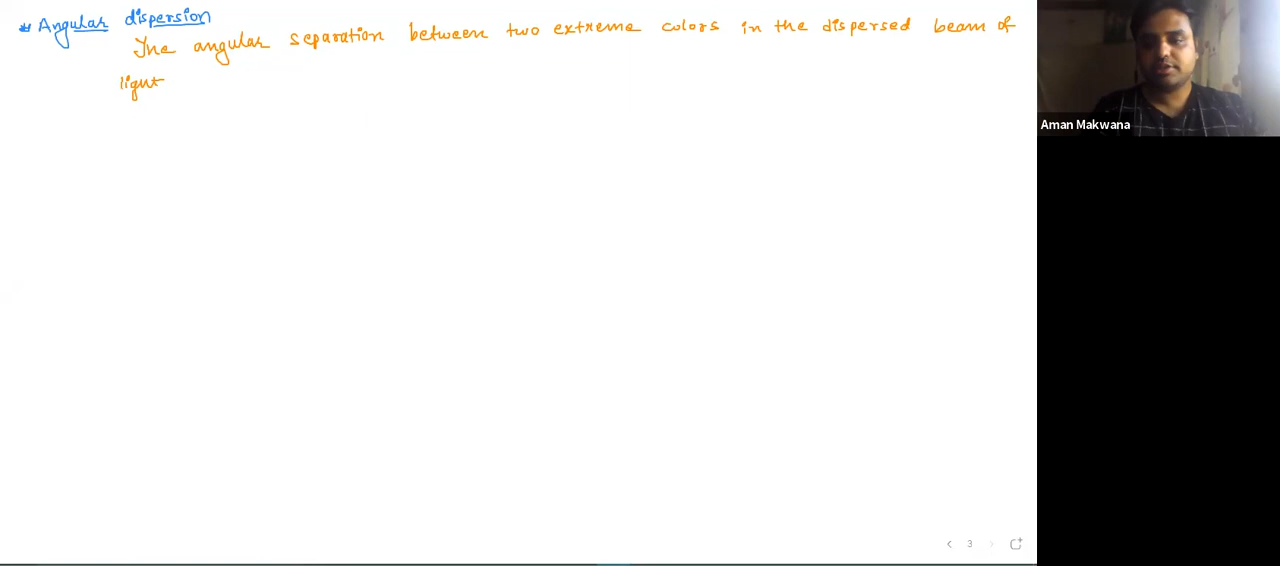 * Angular dispersion
The angular separation between two extreme colors in the dispersed beam of
light
Aman Makwana
3